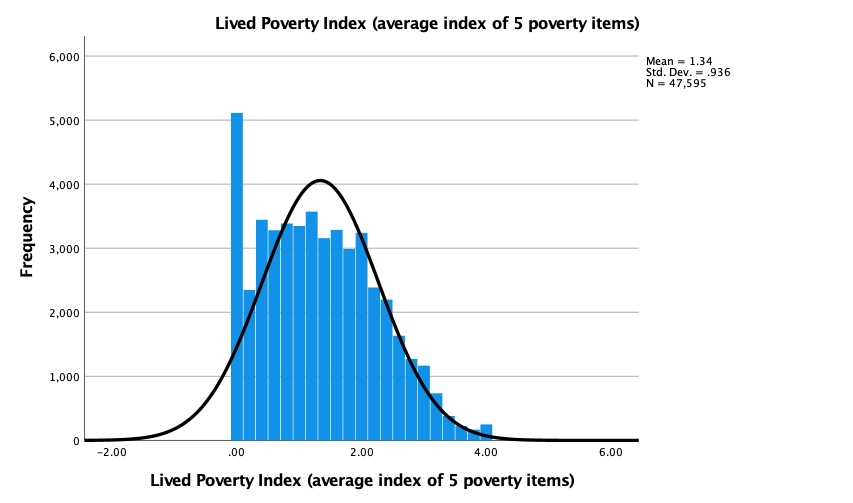 Lived Poverty Index (average index of 5 poverty items)
6,000
5,000
4,000
3,000
2,000
1,000
0
Frequency
Mean = 1.34
Std. Dev. = .936
N = 47,595
-2.00 .00 2.00 4.00 6.00
Lived Poverty Index (average index of 5 poverty items)